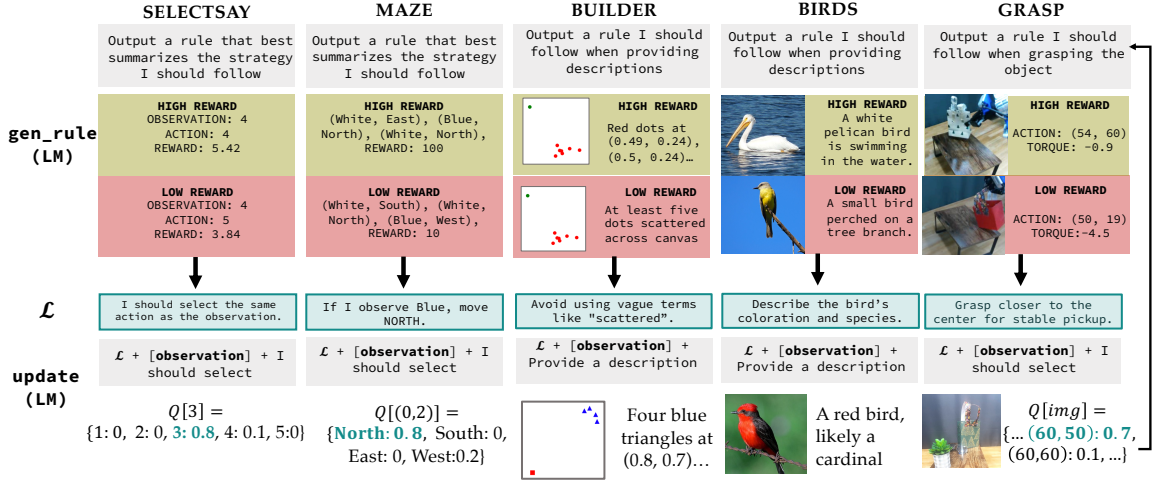 SELECTSAY
MAZE
BUILDER
BIRDS
GRASP
Output a rule that best
summarizes the strategy
I should follow
Output a rule that best
summarizes the strategy
I should follow
Output a rule I should
follow when providing
descriptions
Output a rule I should
follow when providing
descriptions
Output a rule I should
follow when grasping the
object
gen_rule
(LM)
HIGH REWARD
OBSERVATION: 4
ACTION: 4
REWARD: 5.42
HIGH REWARD
(White, East), (Blue,
North), (White, North),
REWARD: 100
HIGH REWARD
Red dots at
(0.49, 0.24),
(0.5, 0.24)…
HIGH REWARD
A white
pelican bird
is swimming
in the water.
HIGH REWARD
ACTION: (54, 60)
TORQUE: -0.9
LOW REWARD
OBSERVATION: 4
ACTION: 5
REWARD: 3.84
LOW REWARD
(White, South), (White,
North), (Blue, West),
REWARD: 10
LOW REWARD
At least five
dots scattered
across canvas
LOW REWARD
A small bird
perched on a
tree branch.
LOW REWARD
ACTION: (50, 19)
TORQUE:-4.5
ℒ
I should select the same
action as the observation.
If I observe Blue, move
NORTH.
Avoid using vague terms
like "scattered".
Describe the bird's
coloration and species.
Grasp closer to the
center for stable pickup.
update
(LM)
ℒ + [observation] + I
should select
ℒ + [observation] + I
should select
ℒ + [observation] +
Provide a description
ℒ + [observation] +
Provide a description
ℒ + [observation] + I
should select
Q[3] =
{1: 0, 2: 0, 3: 0.8, 4: 0.1, 5:0}
Q[(0,2)] =
{North: 0.8, South: 0,
East: 0, West:0.2}
Four blue
triangles at
(0.8, 0.7)…
A red bird,
likely a
cardinal
Q[img] =
{… (60, 50): 0.7,
(60,60): 0.1, …}